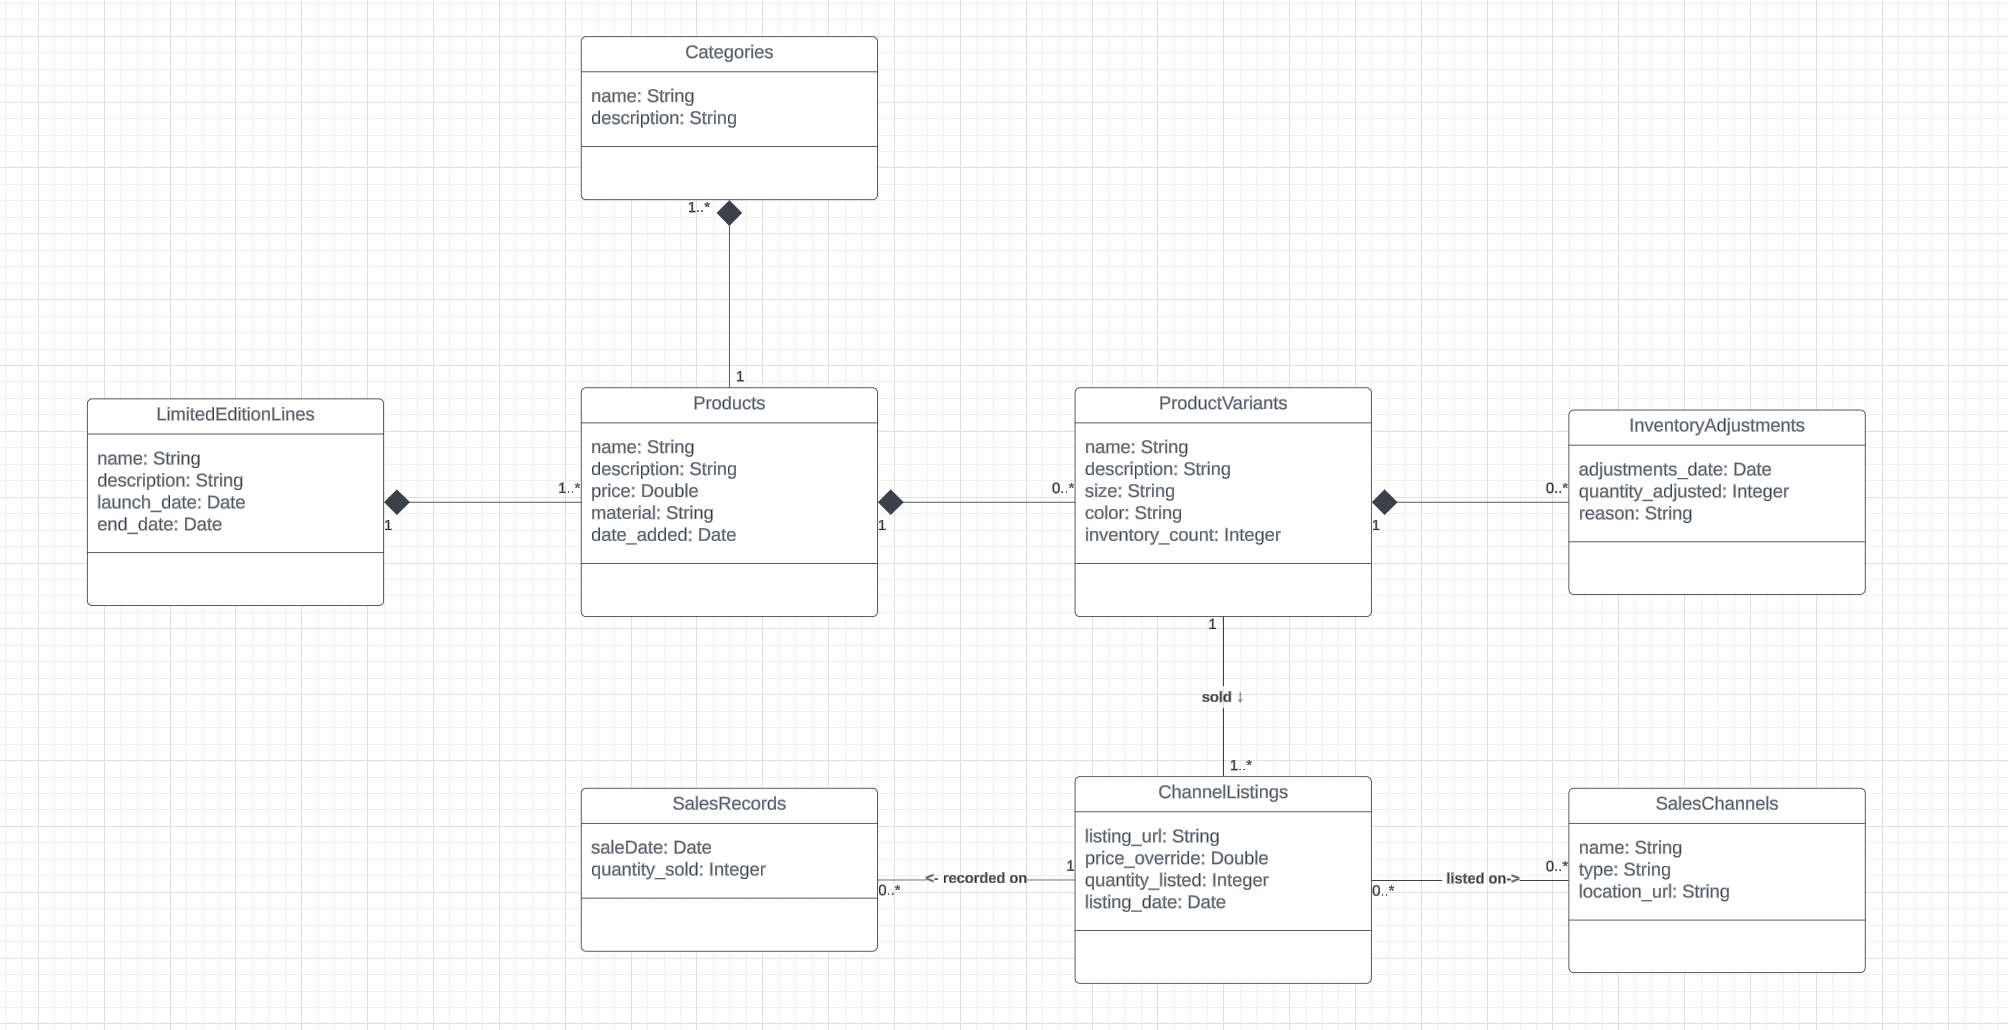 Categories
name: String
description: String
1..*
1
LimitedEditionLines
name: String
description: String
launch_date: Date
end_date: Date
1
1..*
Products
name: String
description: String
price: Double
material: String
date_added: Date
1
0..*
ProductVariants
name: String
description: String
size: String
color: String
inventory_count: Integer
1
0..*
InventoryAdjustments
adjustments_date: Date
quantity_adjusted: Integer
reason: String
1
sold ↓
1..*
SalesRecords
saleDate: Date
quantity_sold: Integer
0..*
<- recorded on
1
ChannelListings
listing_url: String
price_override: Double
quantity_listed: Integer
listing_date: Date
0..*
listed on->
0..*
SalesChannels
name: String
type: String
location_url: String